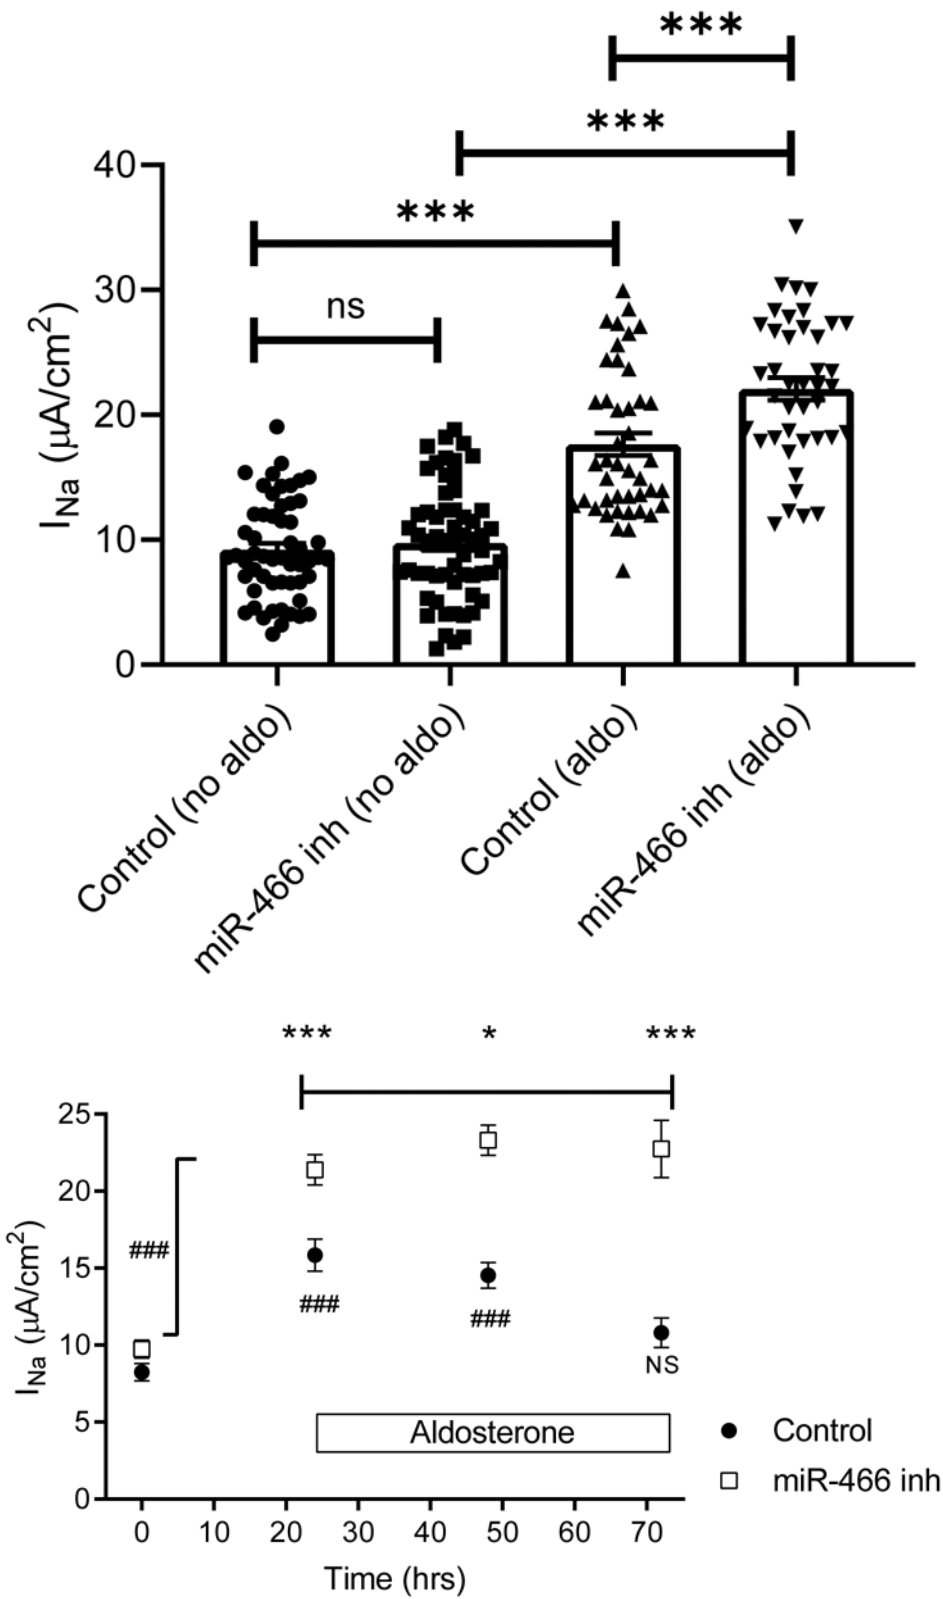 ***
***
40
***
30
ns
20
10
0
I_Na (µA/cm²)
Control (no aldo)
miR-466 inh (no aldo)
Control (aldo)
miR-466 inh (aldo)
*** * ***
25
20
###
15
### ###
10
NS
5
Aldosterone
0
I_Na (µA/cm²)
Control
miR-466 inh
0 10 20 30 40 50 60 70
Time (hrs)